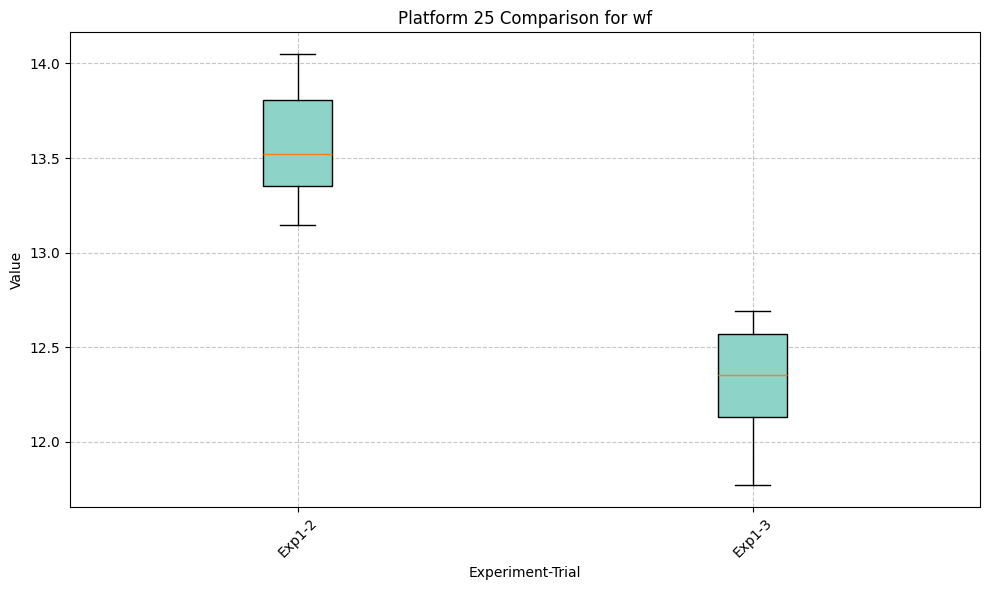 Platform 25 Comparison for wf
14.0
13.5
13.0
12.5
12.0
Value
Exp1-2
Exp1-3
Experiment-Trial